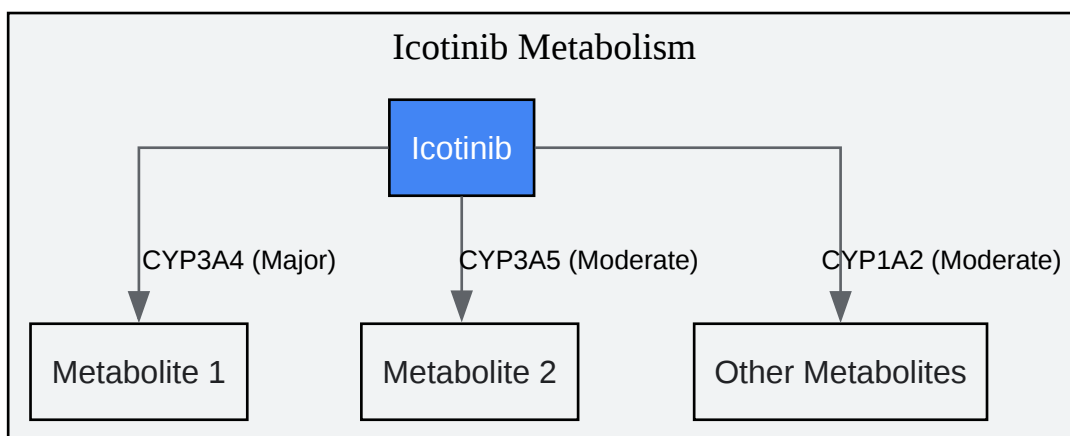 Icotinib Metabolism
Icotinib
CYP3A4 (Major)
CYP3A5 (Moderate)
CYP1A2 (Moderate)
Metabolite 1
Metabolite 2
Other Metabolites